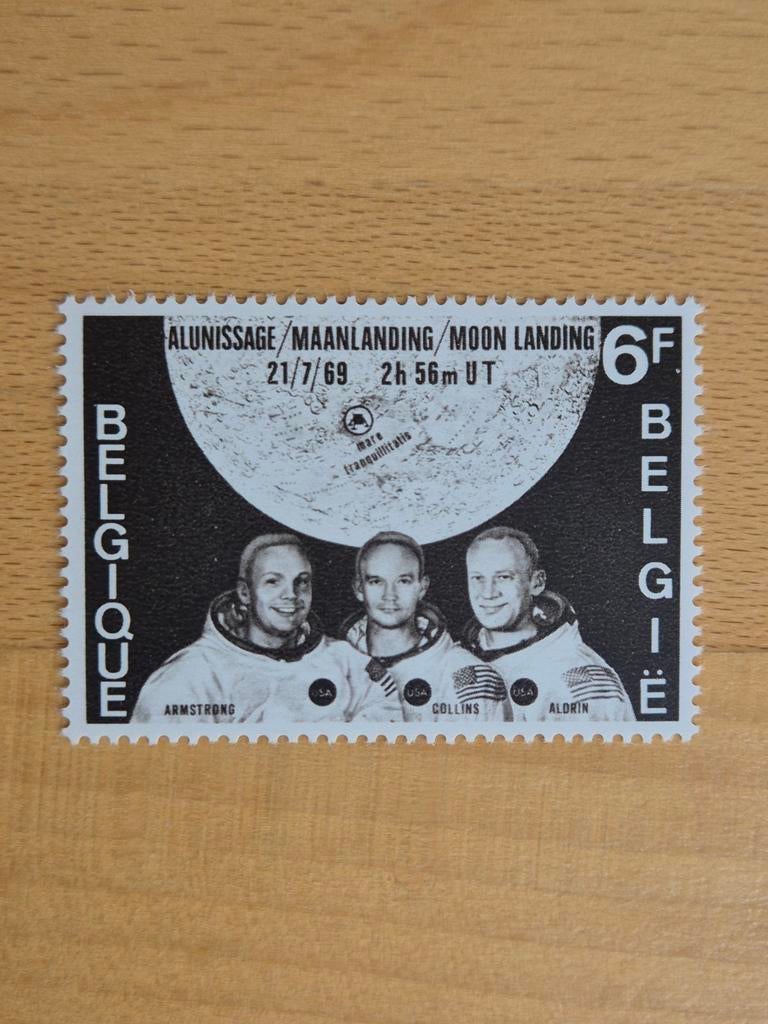 ALUNISSAGE/MAANLANDING/MOON LANDING
21/7/69 2h 56m UT
6F
mare
tranquillitatis
BELGIQUE
BELGIË
USA
USA
USA
ARMSTRONG
COLLINS
ALDRIN